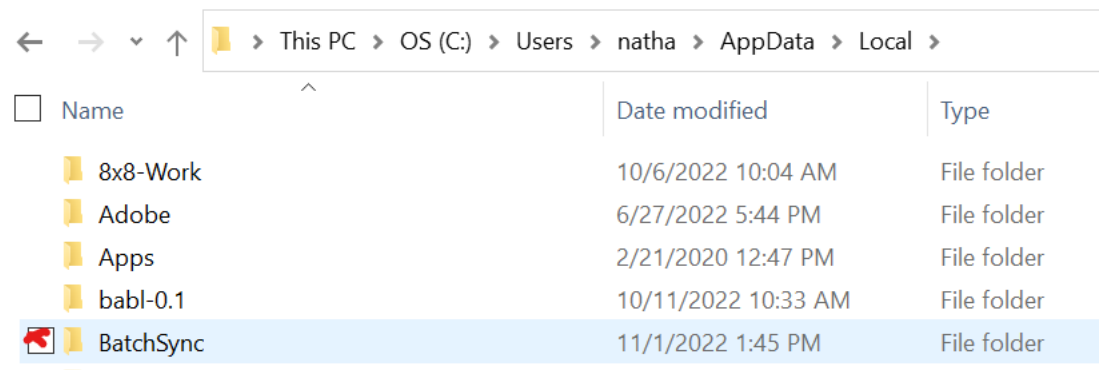 This PC > OS (C:) > Users > natha > AppData > Local >
Name Date modified Type
8x8-Work 10/6/2022 10:04 AM File folder
Adobe 6/27/2022 5:44 PM File folder
Apps 2/21/2020 12:47 PM File folder
babl-0.1 10/11/2022 10:33 AM File folder
BatchSync 11/1/2022 1:45 PM File folder